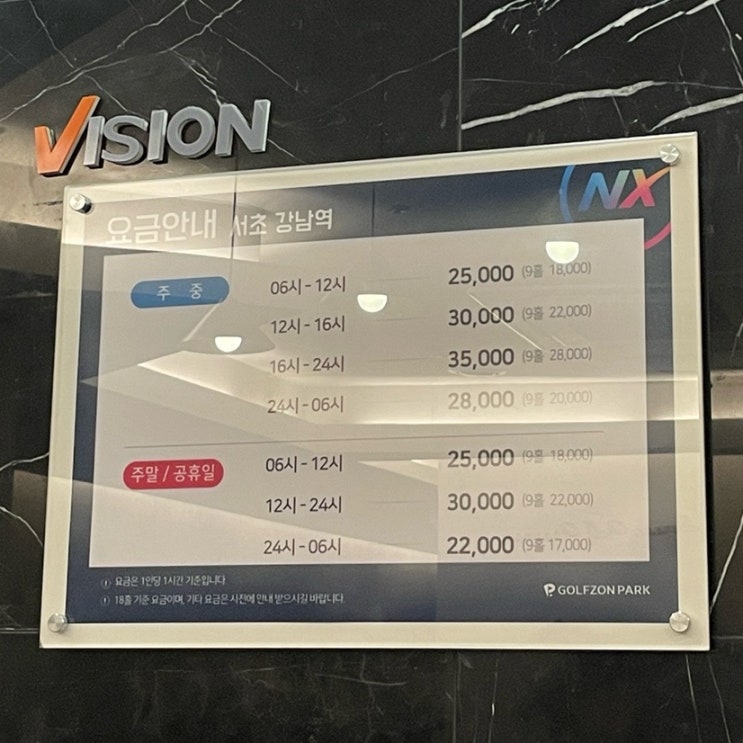 VISION
NX
요금안내 서초 강남역
주 중
06시 - 12시 25,000 (9홀 18,000)
12시 - 16시 30,000 (9홀 22,000)
16시 - 24시 35,000 (9홀 28,000)
24시 - 06시 28,000 (9홀 20,000)
주말 / 공휴일
06시 - 12시 25,000 (9홀 18,000)
12시 - 24시 30,000 (9홀 22,000)
24시 - 06시 22,000 (9홀 17,000)
! 요금은 1인당 1시간 기준입니다
! 18홀 기준 요금이며, 기타 요금은 사전에 안내 받으시길 바랍니다.
GOLFZON PARK